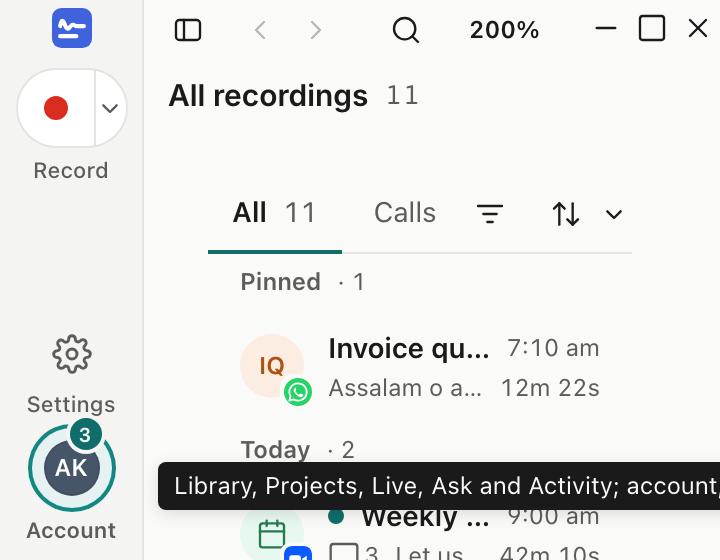 200%
Record
All recordings 11
All 11 Calls
Pinned · 1
IQ Invoice qu... 7:10 am
Assalam o a... 12m 22s
Settings
3
AK
Account
Today · 2
Library, Projects, Live, Ask and Activity; account,
Weekly ... 9:00 am
3 Let us 42m 10s